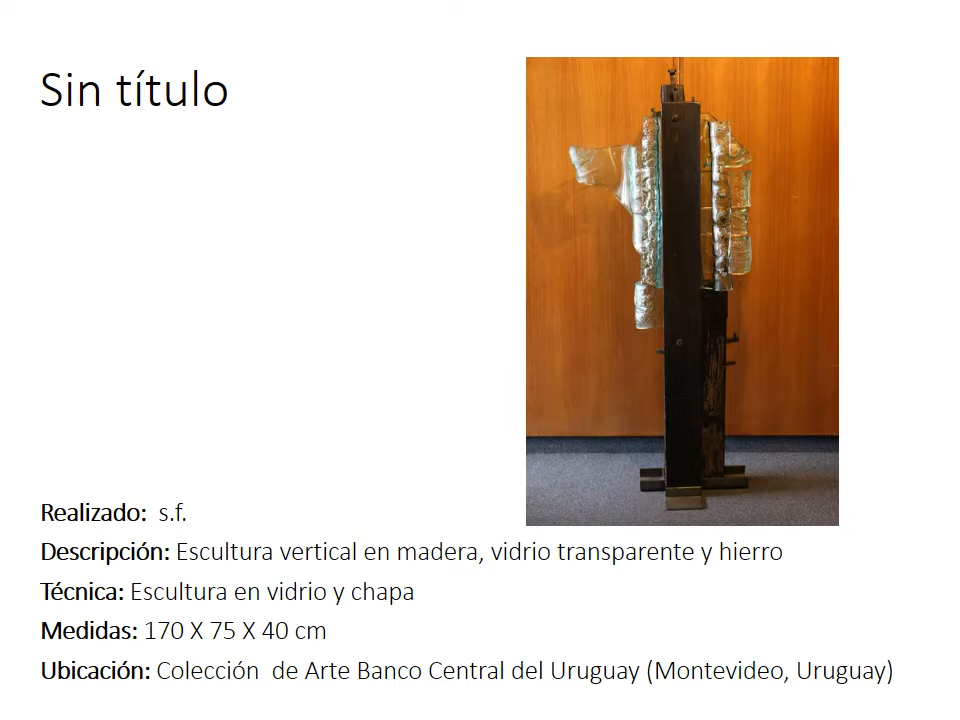 Sin título
Realizado: s.f.
Descripción: Escultura vertical en madera, vidrio transparente y hierro
Técnica: Escultura en vidrio y chapa
Medidas: 170 X 75 X 40 cm
Ubicación: Colección de Arte Banco Central del Uruguay (Montevideo, Uruguay)